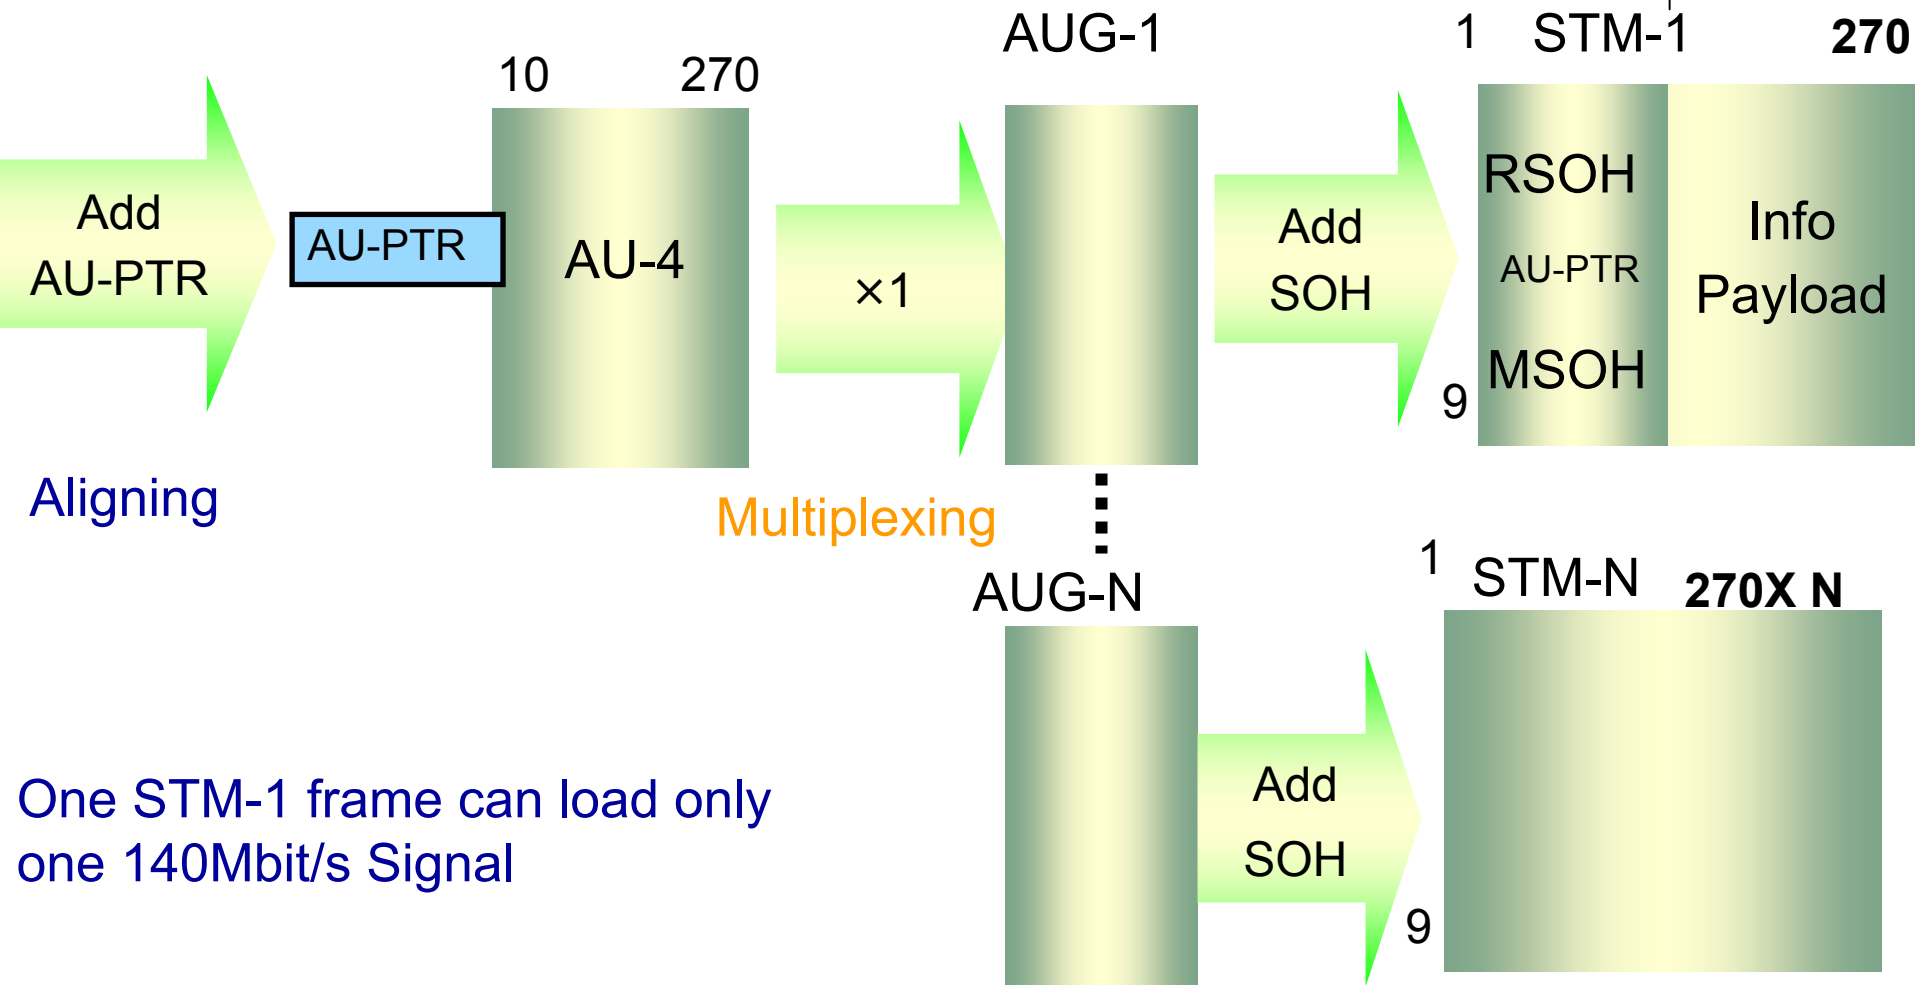 AUG-1
1 STM-1 270
10 270
Add
AU-PTR
AU-PTR
AU-4
×1
Add
SOH
RSOH
AU-PTR
MSOH
Info
Payload
9
Aligning
Multiplexing
AUG-N
1 STM-N 270X N
One STM-1 frame can load only
one 140Mbit/s Signal
Add
SOH
9